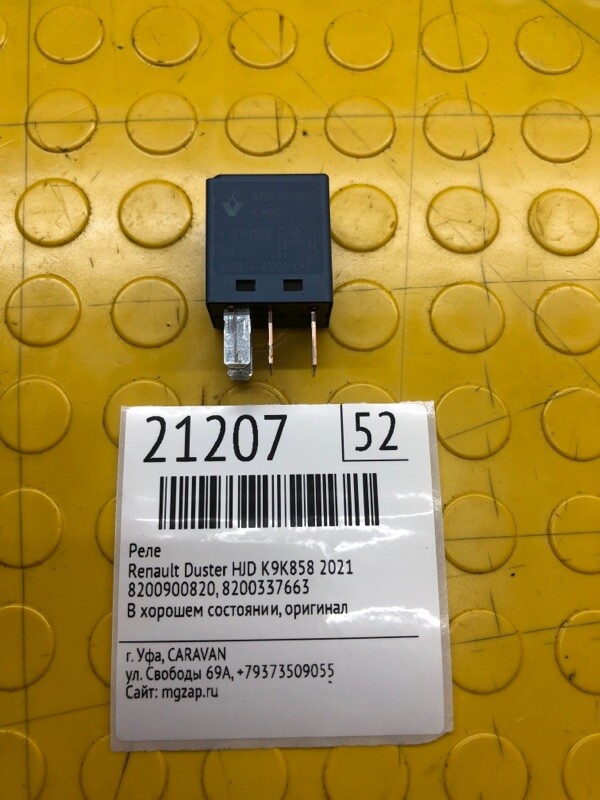 21207
52
Реле
Renault Duster HJD K9K858 2021
8200900820, 8200337663
В хорошем состоянии, оригинал
г. Уфа, CARAVAN
ул. Свободы 69А, +79373509055
Сайт: mgzap.ru